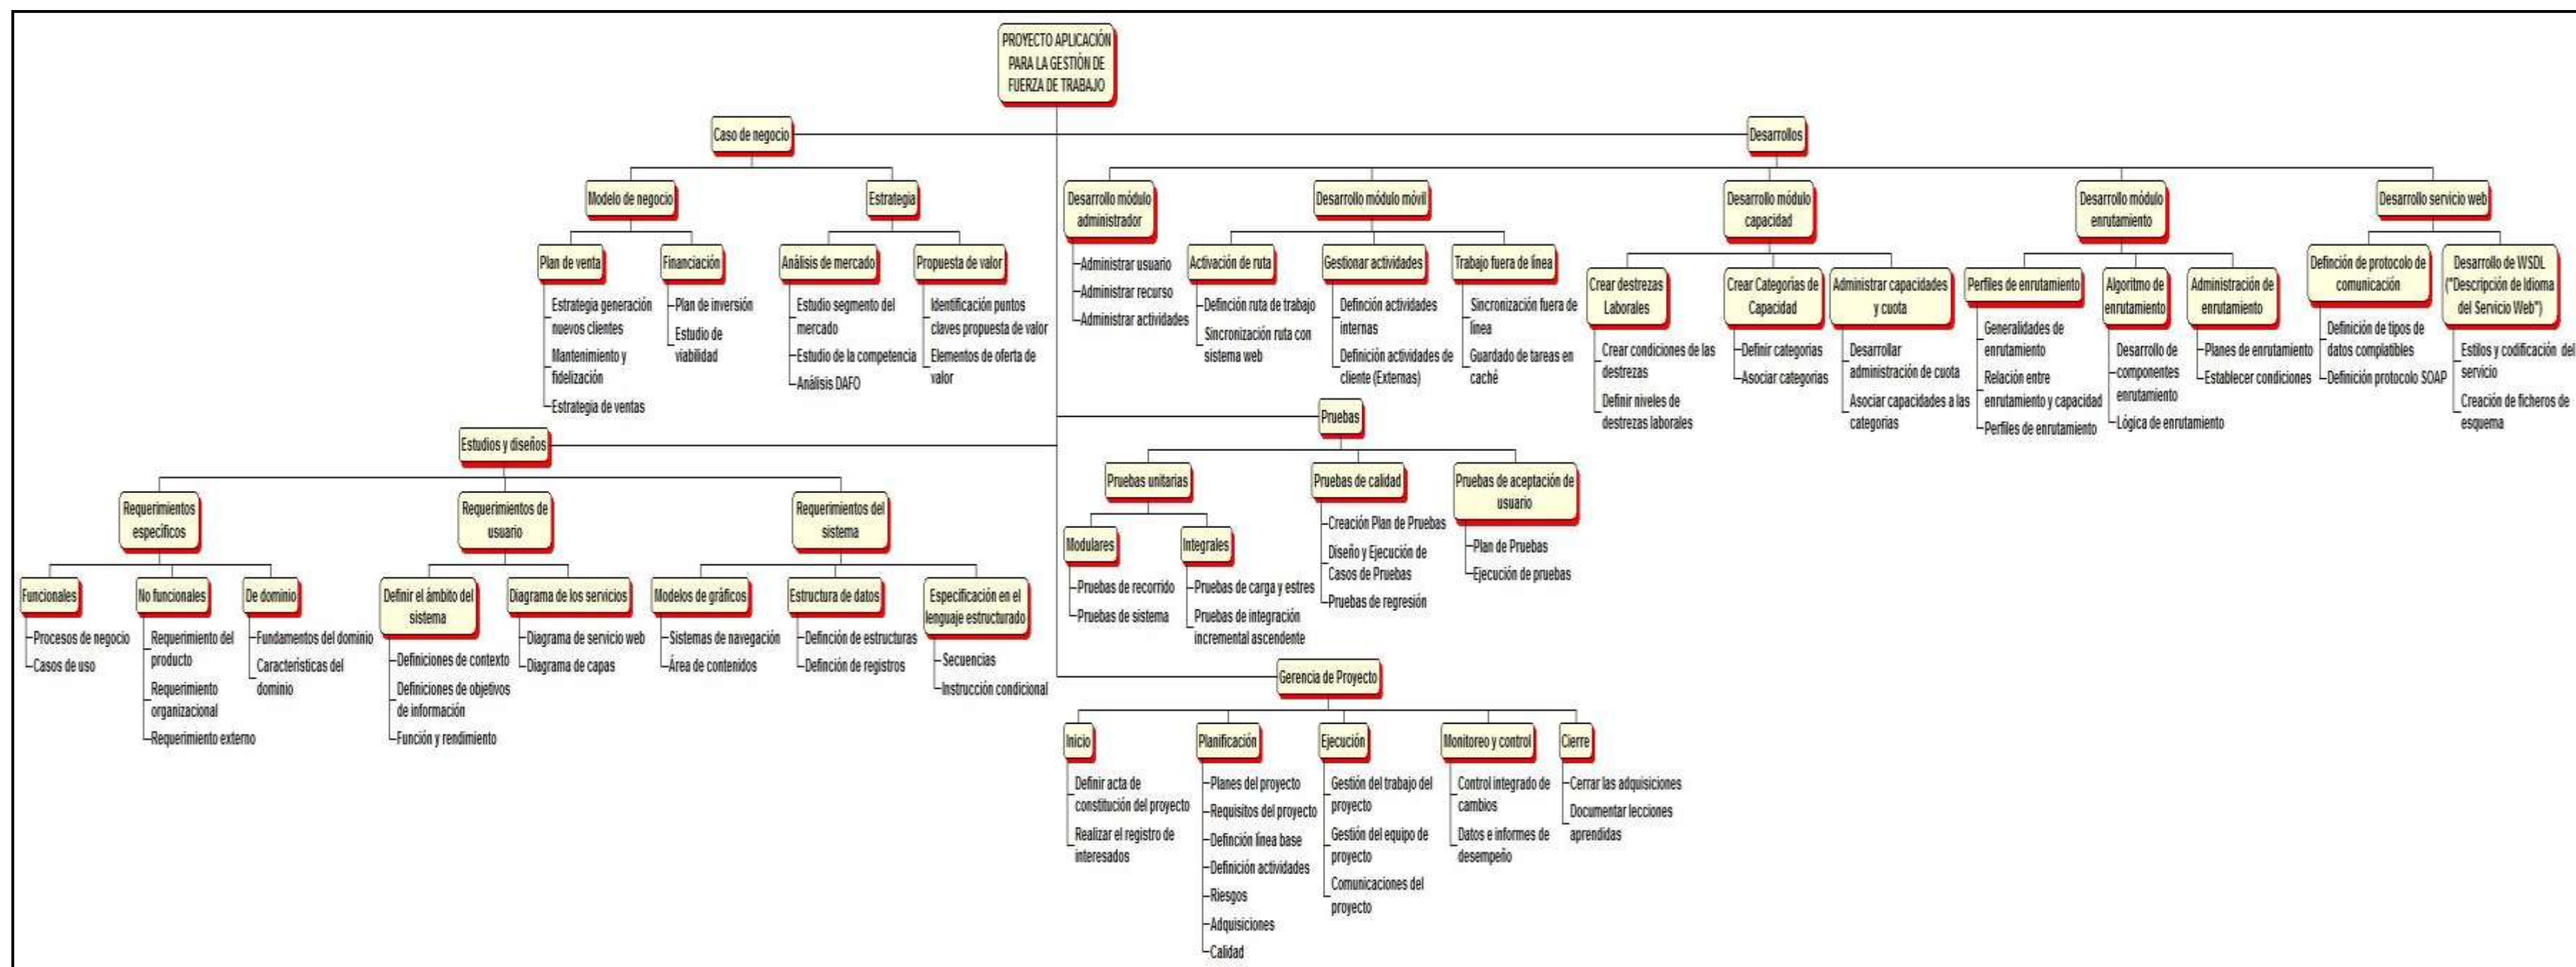 PROYECTO APLICACIÓN
PARA LA GESTIÓN DE
FUERZA DE TRABAJO
Caso de negocio
Modelo de negocio
Plan de venta
Estrategia generación
nuevos clientes
Mantenimiento y
fidelización
Estrategia de ventas
Financiación
Plan de inversión
Estudio de
viabilidad
Estrategia
Análisis de mercado
Estudio segmento del
mercado
Estudio de la competencia
Análisis DAFO
Propuesta de valor
Identificación puntos
claves propuesta de valor
Elementos de oferta de
valor
Desarrollos
Desarrollo módulo
administrador
Administrar usuario
Administrar recurso
Administrar actividades
Desarrollo módulo móvil
Activación de ruta
Definción ruta de trabajo
Sincronización ruta con
sistema web
Gestionar actividades
Definción actividades
internas
Definción actividades de
cliente (Externas)
Trabajo fuera de línea
Sincronización fuera de
línea
Guardado de tareas en
caché
Desarrollo módulo
capacidad
Crear destrezas
Laborales
Crear condiciones de las
destrezas
Definir niveles de
destrezas laborales
Crear Categorías de
Capacidad
Definir categorias
Asociar categorias
Administrar capacidades
y cuota
Desarrollar
administración de cuota
Asociar capacidades a las
categorias
Desarrollo módulo
enrutamiento
Perfiles de enrutamiento
Generalidades de
enrutamiento
Relación entre
enrutamiento y capacidad
Perfiles de enrutamiento
Algoritmo de
enrutamiento
Desarrollo de
componentes
enrutamiento
Lógica de enrutamiento
Administración de
enrutamiento
Planes de enrutamiento
Establecer condiciones
Desarrollo servicio web
Definción de protocolo de
comunicación
Definición de tipos de
datos complatibles
Definición protocolo SOAP
Desarrollo de WSDL
("Descripción de Idioma
del Servicio Web")
Estilos y codificación del
servicio
Creación de ficheros de
esquema
Estudios y diseños
Requerimientos
específicos
Funcionales
Procesos de negocio
Casos de uso
No funcionales
Requerimiento del
producto
Requerimiento
organizacional
Requerimiento externo
De dominio
Fundamentos del dominio
Características del
dominio
Requerimientos de
usuario
Definir el ámbito del
sistema
Definiciones de contexto
Definiciones de objetivos
de información
Función y rendimiento
Diagrama de los servicios
Diagrama de servicio web
Diagrama de capas
Requerimientos del
sistema
Modelos de gráficos
Sistemas de navegación
Área de contenidos
Estructura de datos
Definción de estructuras
Definción de registros
Especificación en el
lenguaje estructurado
Secuencias
Instrucción condicional
Pruebas
Pruebas unitarias
Modulares
Pruebas de recorrido
Pruebas de sistema
Integrales
Pruebas de carga y estres
Pruebas de integración
incremental ascendente
Pruebas de calidad
Creación Plan de Pruebas
Diseño y Ejecución de
Casos de Pruebas
Pruebas de regresión
Pruebas de aceptación de
usuario
Plan de Pruebas
Ejecución de pruebas
Gerencia de Proyecto
Inicio
Definir acta de
constitución del proyecto
Realizar el registro de
interesados
Planificación
Planes del proyecto
Requisitos del proyecto
Definción línea base
Definición actividades
Riesgos
Adquisiciones
Calidad
Ejecución
Gestión del trabajo del
proyecto
Gestión del equipo de
proyecto
Comunicaciones del
proyecto
Monitoreo y control
Control integrado de
cambios
Datos e informes de
desempeño
Cierre
Cerrar las adquisiciones
Documentar lecciones
aprendidas